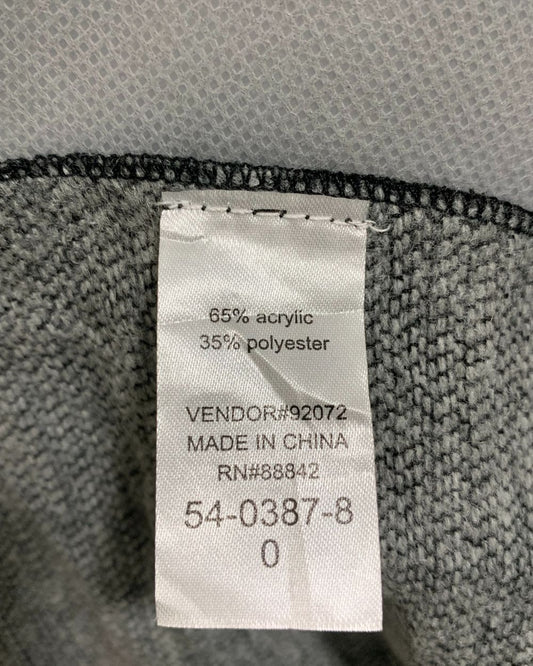 65% acrylic
35% polyester
VENDOR#92072
MADE IN CHINA
RN#88842
54-0387-8
0